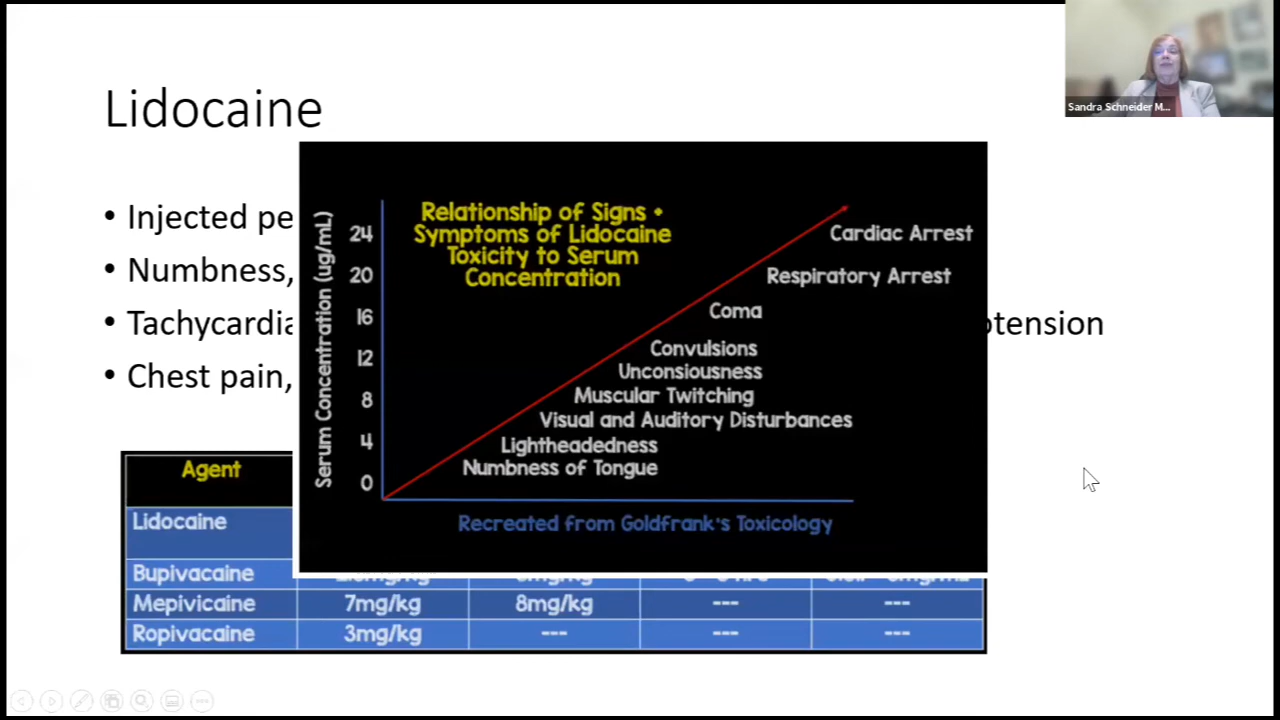 Lidocaine
Sandra Schneider M...
• Injected pe
• Numbness,
• Tachycardia
otension
• Chest pain,
Relationship of Signs +
Symptoms of Lidocaine
Toxicity to Serum
Concentration
Serum Concentration (ug/mL)
24
20
16
12
8
4
0
Cardiac Arrest
Respiratory Arrest
Coma
Convulsions
Unconsiousness
Muscular Twitching
Visual and Auditory Disturbances
Lightheadedness
Numbness of Tongue
Recreated from Goldfrank's Toxicology
Agent
Lidocaine
Bupivacaine
Mepivicaine 7mg/kg 8mg/kg --- ---
Ropivacaine 3mg/kg --- --- ---